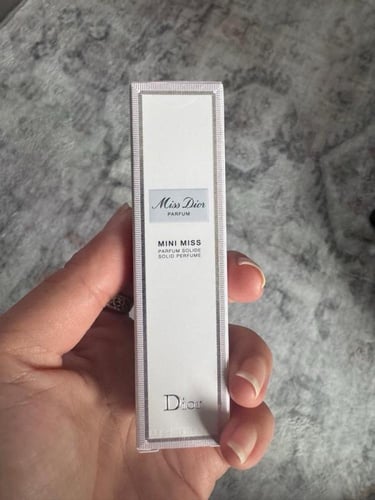 Miss Dior
PARFUM
MINI MISS
PARFUM SOLIDE
SOLID PERFUME
Dior